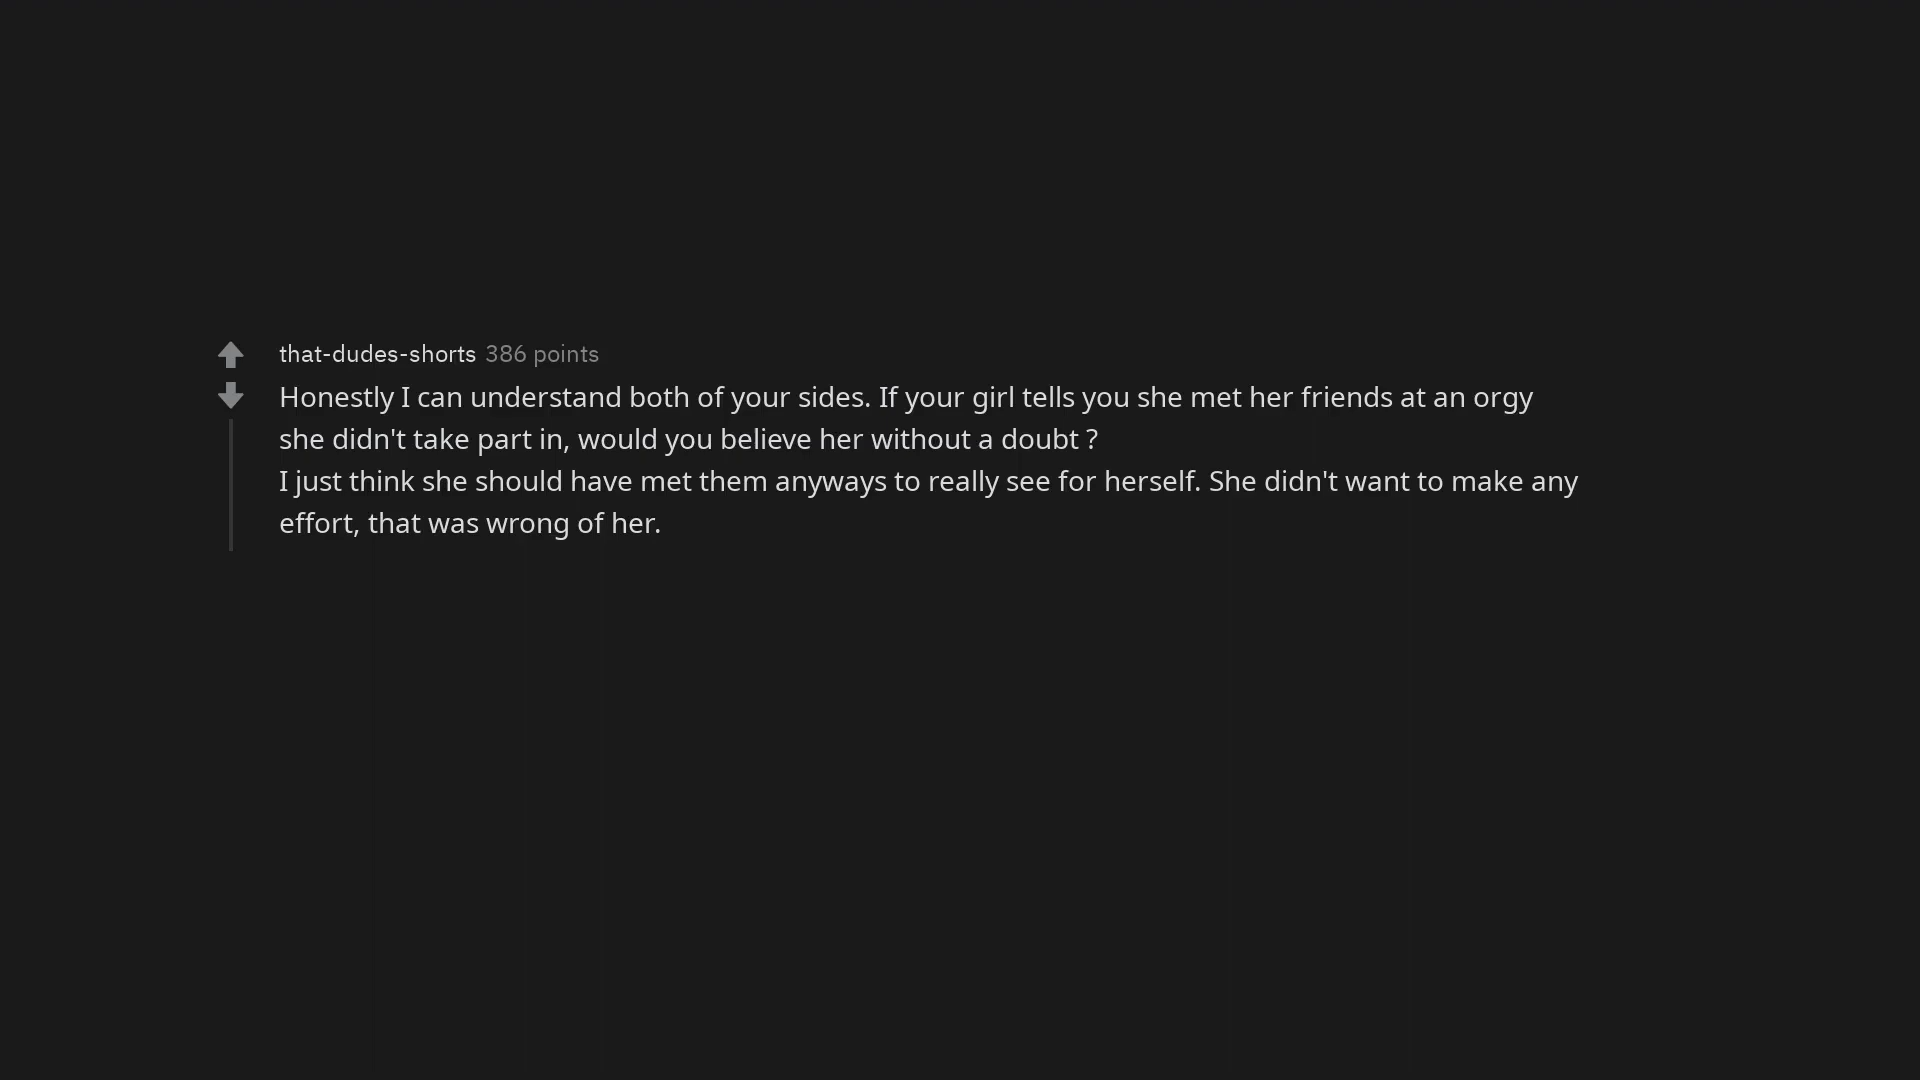 that-dudes-shorts 386 points
Honestly I can understand both of your sides. If your girl tells you she met her friends at an orgy
she didn't take part in, would you believe her without a doubt ?
I just think she should have met them anyways to really see for herself. She didn't want to make any
effort, that was wrong of her.